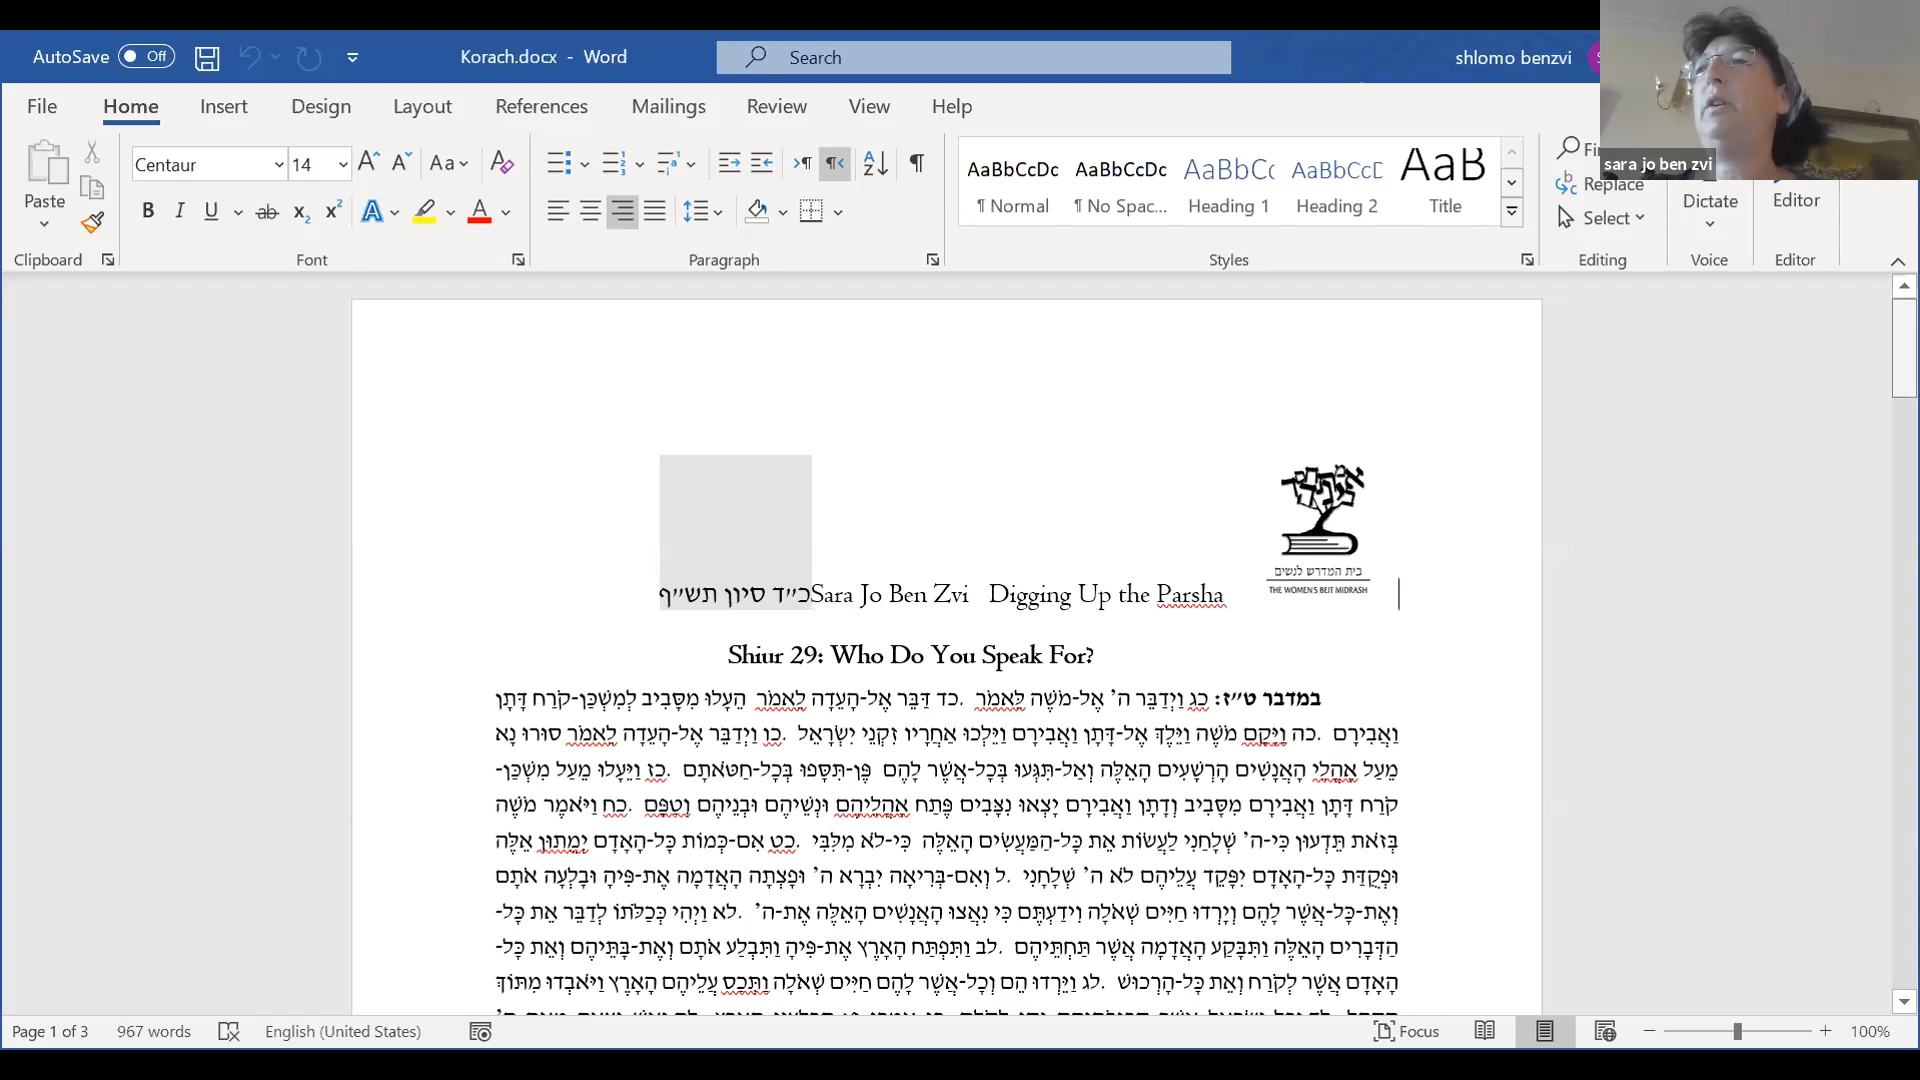 AutoSave Off
Korach.docx - Word
Search
shlomo benzvi
File Home Insert Design Layout References Mailings Review View Help
Paste
Centaur 14
Aa
B I U ab x₂ x²
AaBbCcDc AaBbCcDc AaBbCc AaBbCcD AaB
¶ Normal ¶ No Spac... Heading 1 Heading 2 Title
Replace
Select
Dictate
Editor
Clipboard Font Paragraph Styles Editing Voice Editor
sara jo ben zvi
בית המדרש לנשים
THE WOMEN'S BEIT MIDRASH
כ״ד סיון תש״ף Sara Jo Ben Zvi Digging Up the Parsha
Shiur 29: Who Do You Speak For?
במדבר ט״ז: כג וַיְדַבֵּר ה' אֶל-מֹשֶׁה לֵּאמֹר. כד דַּבֵּר אֶל-הָעֵדָה לֵאמֹר הֵעָלוּ מִסָּבִיב לְמִשְׁכַּן-קֹרַח דָּתָן
וַאֲבִירָם. כה וַיָּקָם מֹשֶׁה וַיֵּלֶךְ אֶל-דָּתָן וַאֲבִירָם וַיֵּלְכוּ אַחֲרָיו זִקְנֵי יִשְׂרָאֵל. כו וַיְדַבֵּר אֶל-הָעֵדָה לֵאמֹר סוּרוּ נָא
מֵעַל אָהֳלֵי הָאֲנָשִׁים הָרְשָׁעִים הָאֵלֶּה וְאַל-תִּגְּעוּ בְּכָל-אֲשֶׁר לָהֶם פֶּן-תִּסָּפוּ בְּכָל-חַטֹּאתָם. כז וַיֵּעָלוּ מֵעַל מִשְׁכַּן-
קֹרַח דָּתָן וַאֲבִירָם מִסָּבִיב וְדָתָן וַאֲבִירָם יָצְאוּ נִצָּבִים פֶּתַח אָהֳלֵיהֶם וּנְשֵׁיהֶם וּבְנֵיהֶם וְטַפָּם. כח וַיֹּאמֶר מֹשֶׁה
בְּזֹאת תֵּדְעוּן כִּי-ה' שְׁלָחַנִי לַעֲשׂוֹת אֵת כָּל-הַמַּעֲשִׂים הָאֵלֶּה כִּי-לֹא מִלִּבִּי. כט אִם-כְּמוֹת כָּל-הָאָדָם יְמֻתוּן אֵלֶּה
וּפְקֻדַּת כָּל-הָאָדָם יִפָּקֵד עֲלֵיהֶם לֹא ה' שְׁלָחָנִי. ל וְאִם-בְּרִיאָה יִבְרָא ה' וּפָצְתָה הָאֲדָמָה אֶת-פִּיהָ וּבָלְעָה אֹתָם
וְאֶת-כָּל-אֲשֶׁר לָהֶם וְיָרְדוּ חַיִּים שְׁאֹלָה וִידַעְתֶּם כִּי נִאֲצוּ הָאֲנָשִׁים הָאֵלֶּה אֶת-ה'. לא וַיְהִי כְּכַלֹּתוֹ לְדַבֵּר אֵת כָּל-
הַדְּבָרִים הָאֵלֶּה וַתִּבָּקַע הָאֲדָמָה אֲשֶׁר תַּחְתֵּיהֶם. לב וַתִּפְתַּח הָאָרֶץ אֶת-פִּיהָ וַתִּבְלַע אֹתָם וְאֶת-בָּתֵּיהֶם וְאֵת כָּל-
הָאָדָם אֲשֶׁר לְקֹרַח וְאֵת כָּל-הָרְכוּשׁ. לג וַיֵּרְדוּ הֵם וְכָל-אֲשֶׁר לָהֶם חַיִּים שְׁאֹלָה וַתְּכַס עֲלֵיהֶם הָאָרֶץ וַיֹּאבְדוּ מִתּוֹךְ
Page 1 of 3 967 words English (United States) Focus 100%